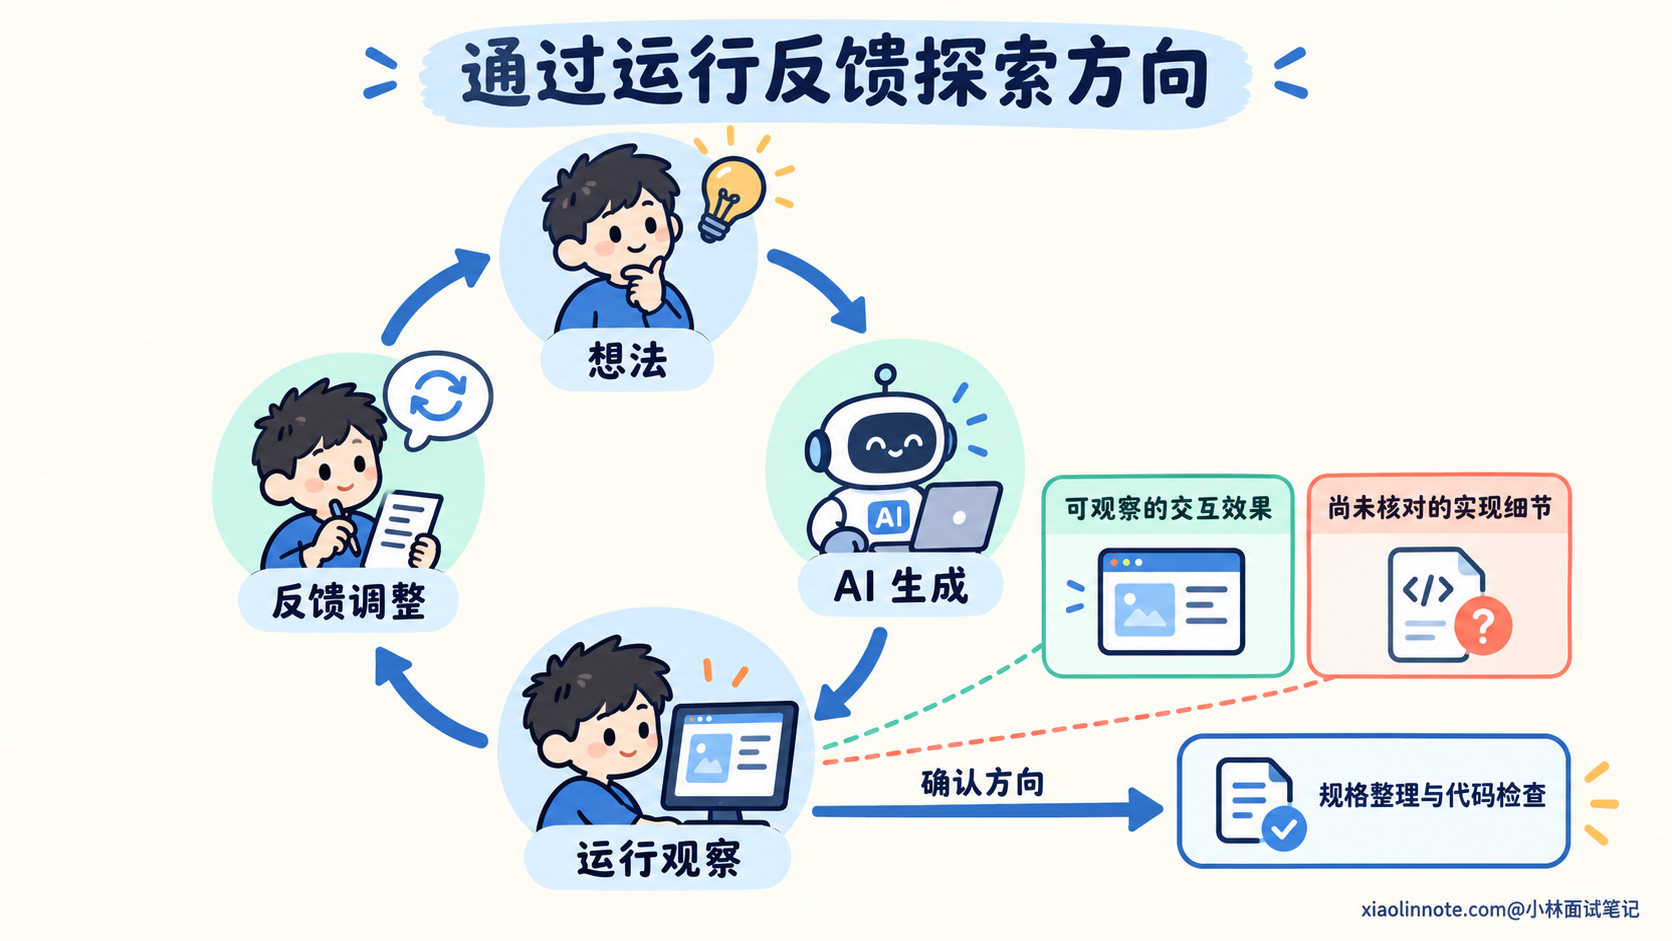 通过运行反馈探索方向
想法
AI
AI 生成
可观察的交互效果
尚未核对的实现细节
</>
?
反馈调整
确认方向
规格整理与代码检查
运行观察
xiaolinnote.com@小林面试笔记